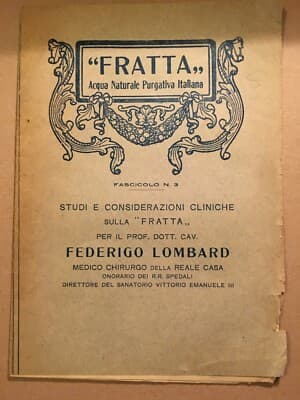 “FRATTA„
Acqua Naturale Purgativa Italiana
FASCICOLO N. 3
STUDI E CONSIDERAZIONI CLINICHE
SULLA “FRATTA„
PER IL PROF. DOTT. CAV.
FEDERIGO LOMBARD
MEDICO CHIRURGO DELLA REALE CASA
ONORARIO DEI R.R. SPEDALI
DIRETTORE DEL SANATORIO VITTORIO EMANUELE III